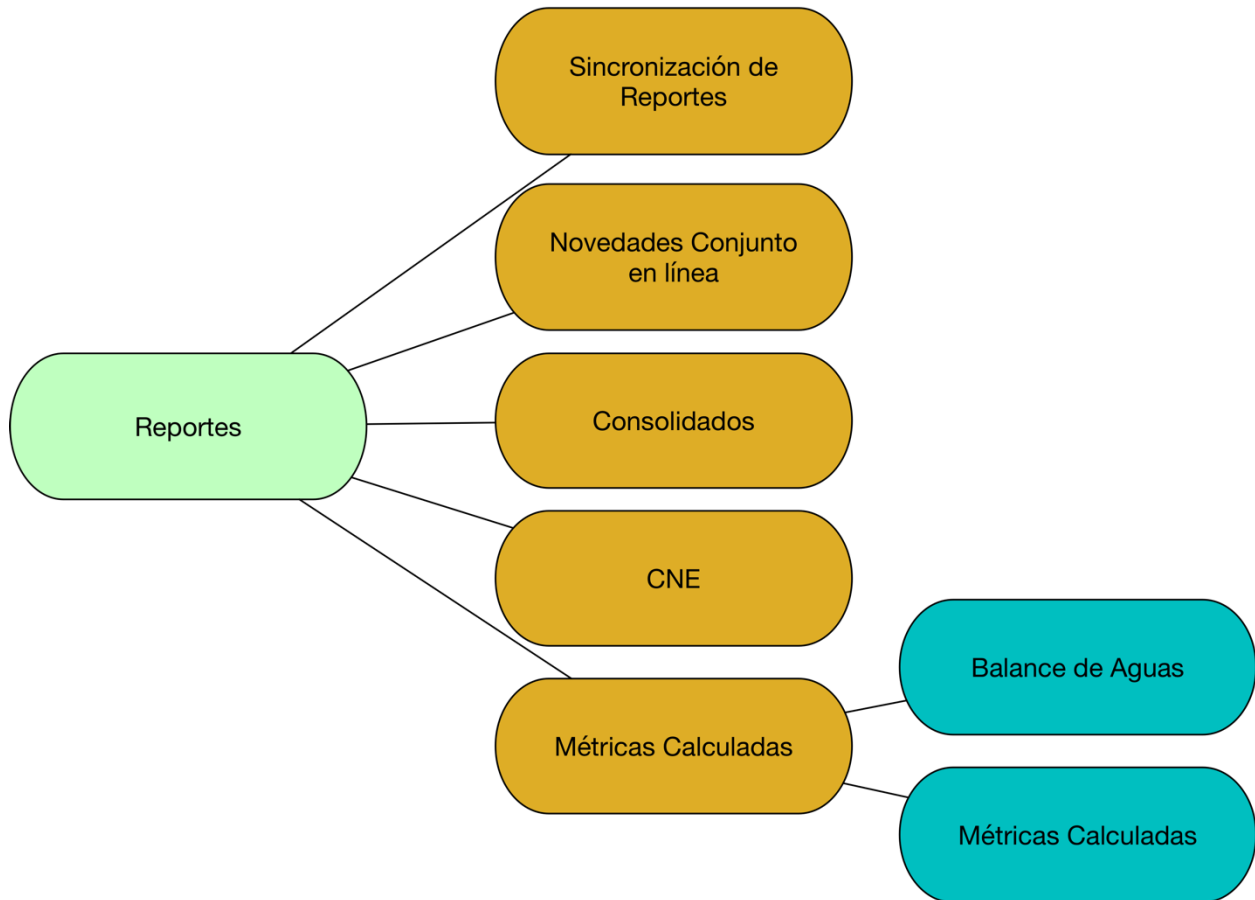 Sincronización de
Reportes
Novedades Conjunto
en línea
Reportes
Consolidados
CNE
Balance de Aguas
Métricas Calculadas
Métricas Calculadas